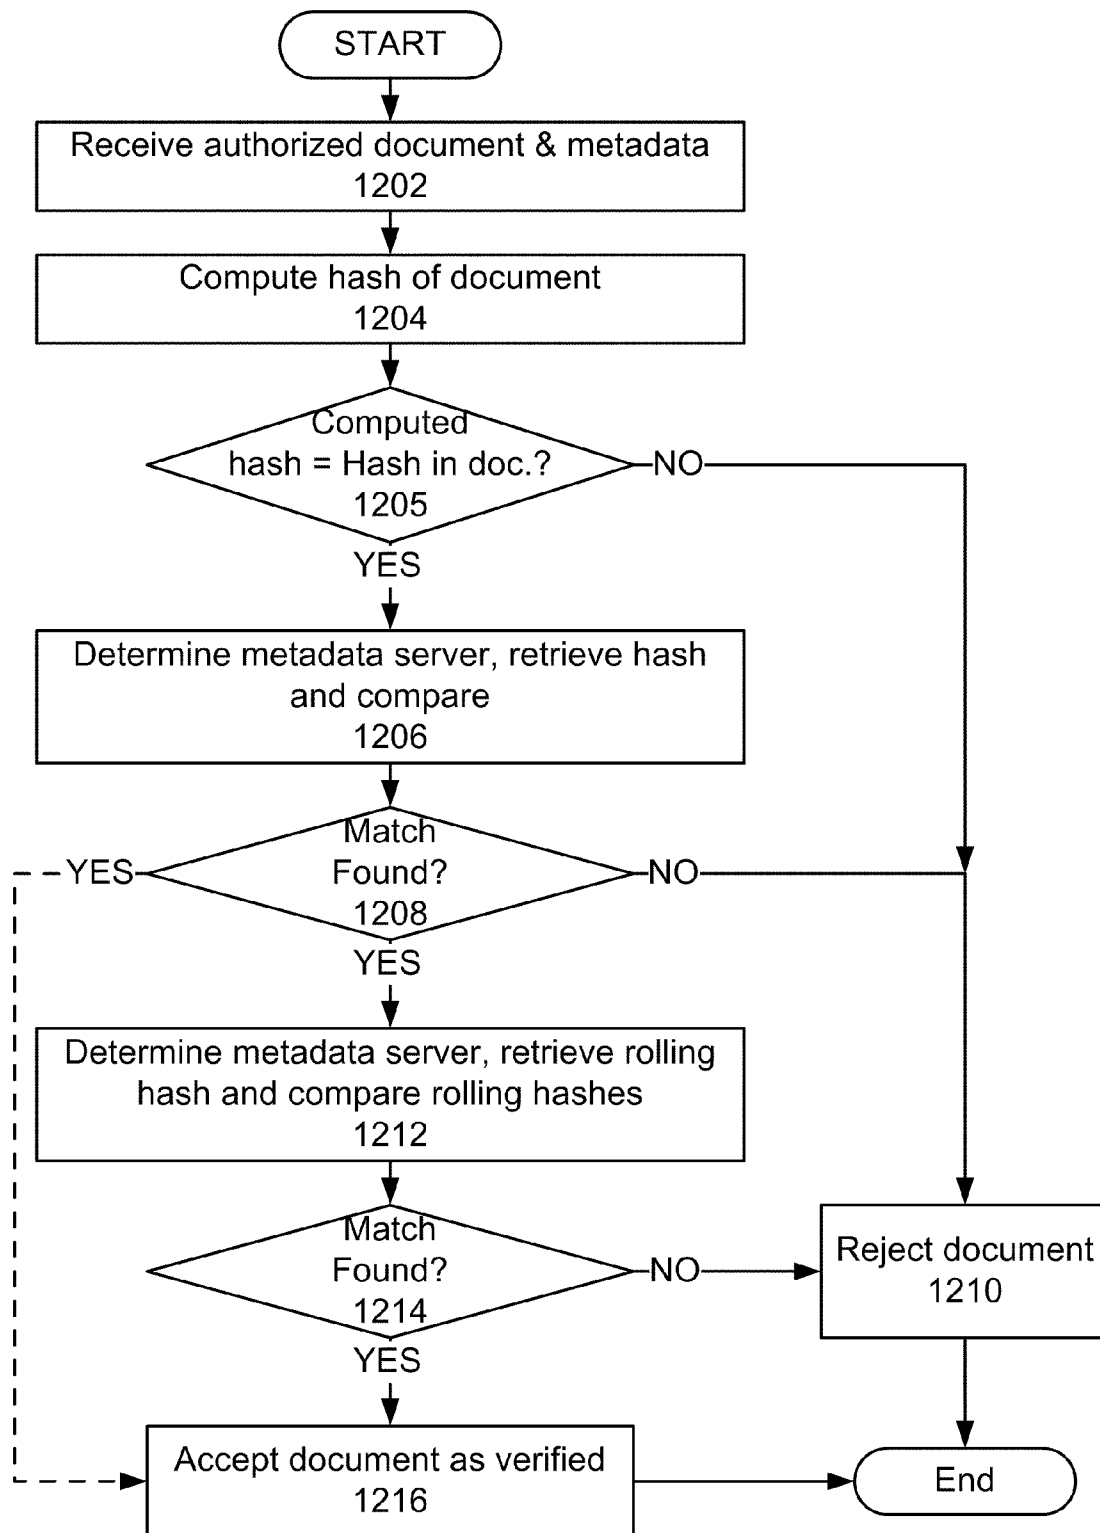 START
Receive authorized document & metadata
1202
Compute hash of document
1204
Computed
hash = Hash in doc.?
1205
NO
YES
Determine metadata server, retrieve hash
and compare
1206
Match
Found?
1208
YES
NO
YES
Determine metadata server, retrieve rolling
hash and compare rolling hashes
1212
Match
Found?
1214
NO
Reject document
1210
YES
Accept document as verified
1216
End